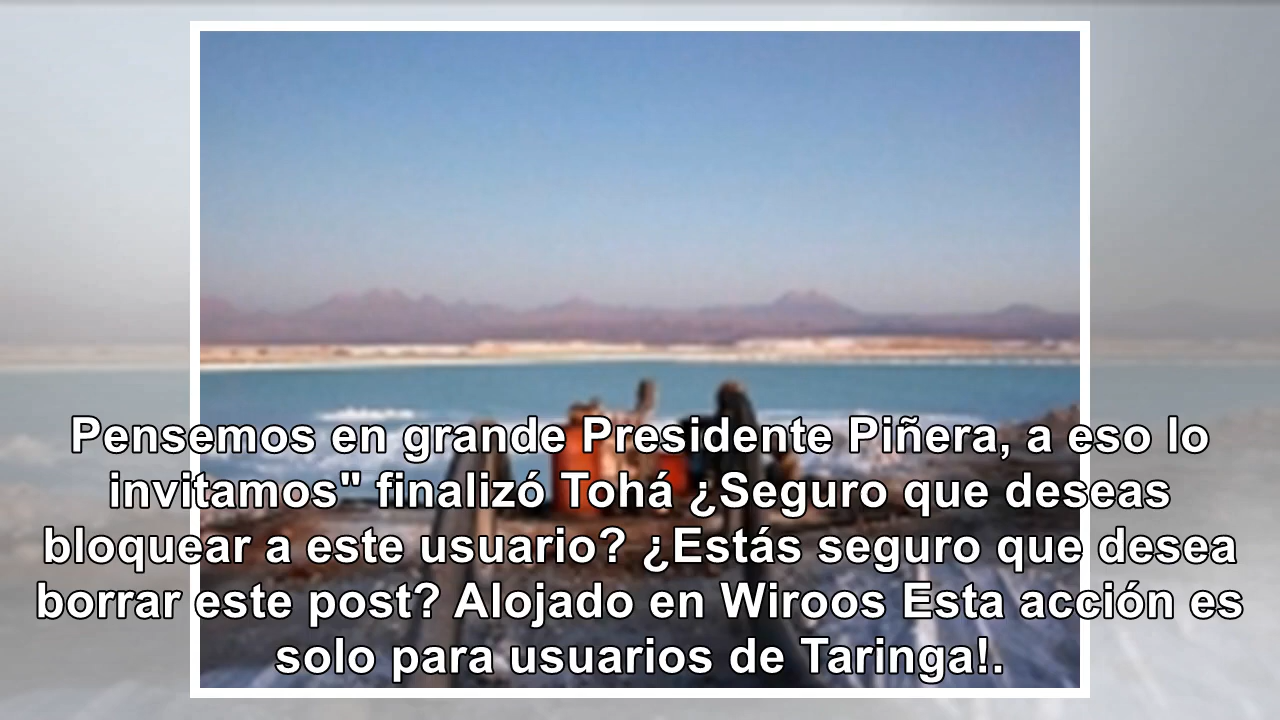 Pensemos en grande Presidente Piñera, a eso lo
invitamos" finalizó Tohá ¿Seguro que deseas
bloquear a este usuario? ¿Estás seguro que desea
borrar este post? Alojado en Wiroos Esta acción es
solo para usuarios de Taringa!.